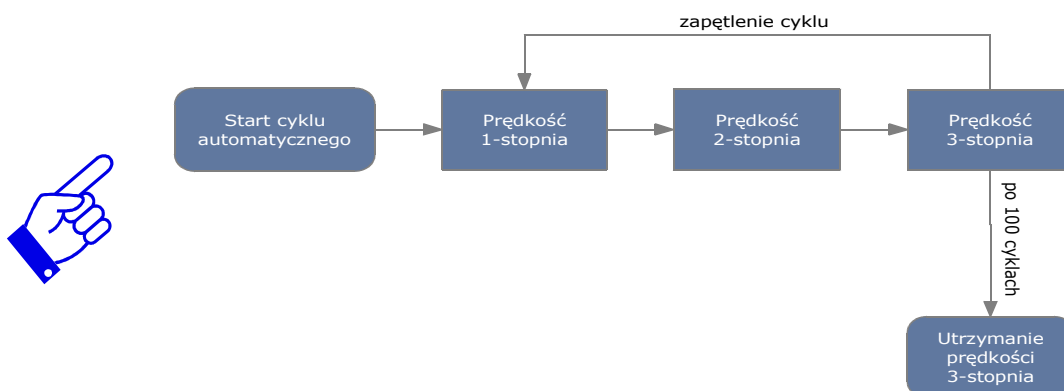 zapętlenie cyklu
Start cyklu
automatycznego
Prędkość
1-stopnia
Prędkość
2-stopnia
Prędkość
3-stopnia
po 100 cyklach
Utrzymanie
prędkości
3-stopnia